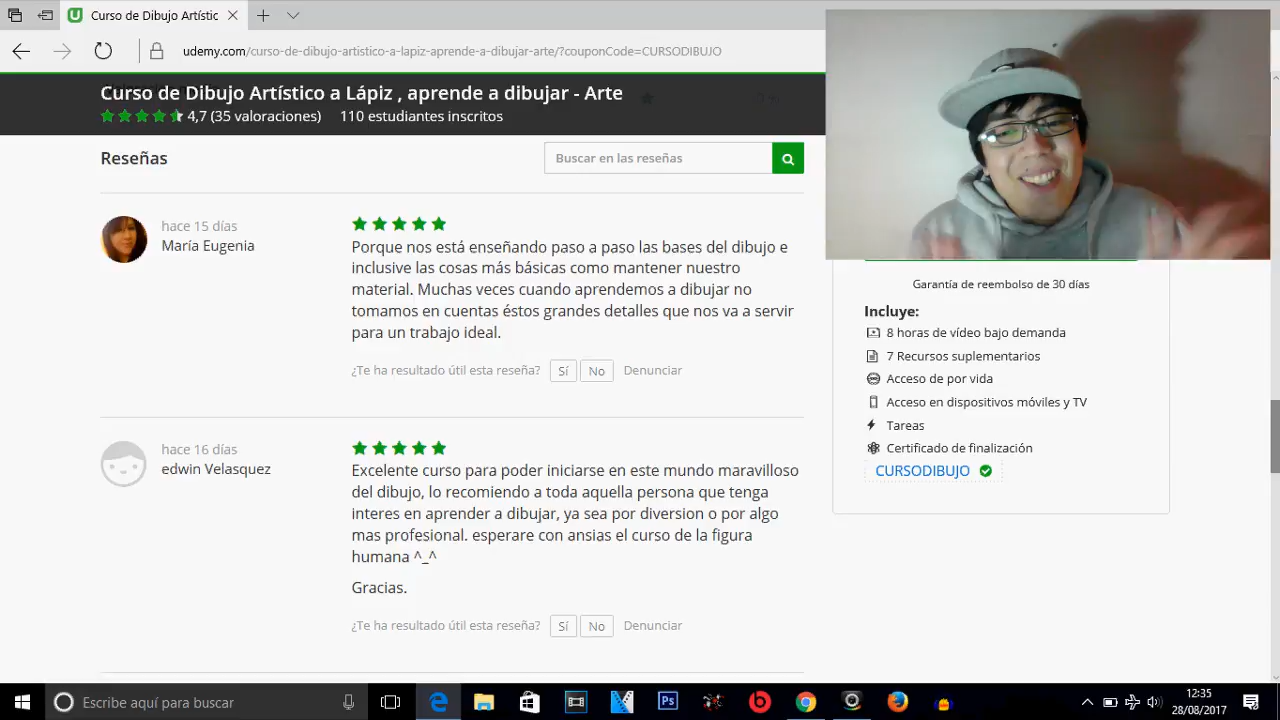 Curso de Dibujo Artístic
udemy.com/curso-de-dibujo-artistico-a-lapiz-aprende-a-dibujar-arte/?couponCode=CURSODIBUJO
Curso de Dibujo Artístico a Lápiz , aprende a dibujar - Arte
4,7 (35 valoraciones) 110 estudiantes inscritos
Reseñas
Buscar en las reseñas
hace 15 días
María Eugenia
Porque nos está enseñando paso a paso las bases del dibujo e
inclusive las cosas más básicas como mantener nuestro
material. Muchas veces cuando aprendemos a dibujar no
tomamos en cuentas éstos grandes detalles que nos va a servir
para un trabajo ideal.
¿Te ha resultado útil esta reseña? Sí No Denunciar
hace 16 días
edwin Velasquez
Excelente curso para poder iniciarse en este mundo maravilloso
del dibujo, lo recomiendo a toda aquella persona que tenga
interes en aprender a dibujar, ya sea por diversion o por algo
mas profesional. esperare con ansias el curso de la figura
humana ^_^
Gracias.
¿Te ha resultado útil esta reseña? Sí No Denunciar
Garantía de reembolso de 30 días
Incluye:
8 horas de vídeo bajo demanda
7 Recursos suplementarios
Acceso de por vida
Acceso en dispositivos móviles y TV
Tareas
Certificado de finalización
CURSODIBUJO
Escribe aquí para buscar
Ps
12:35
28/08/2017